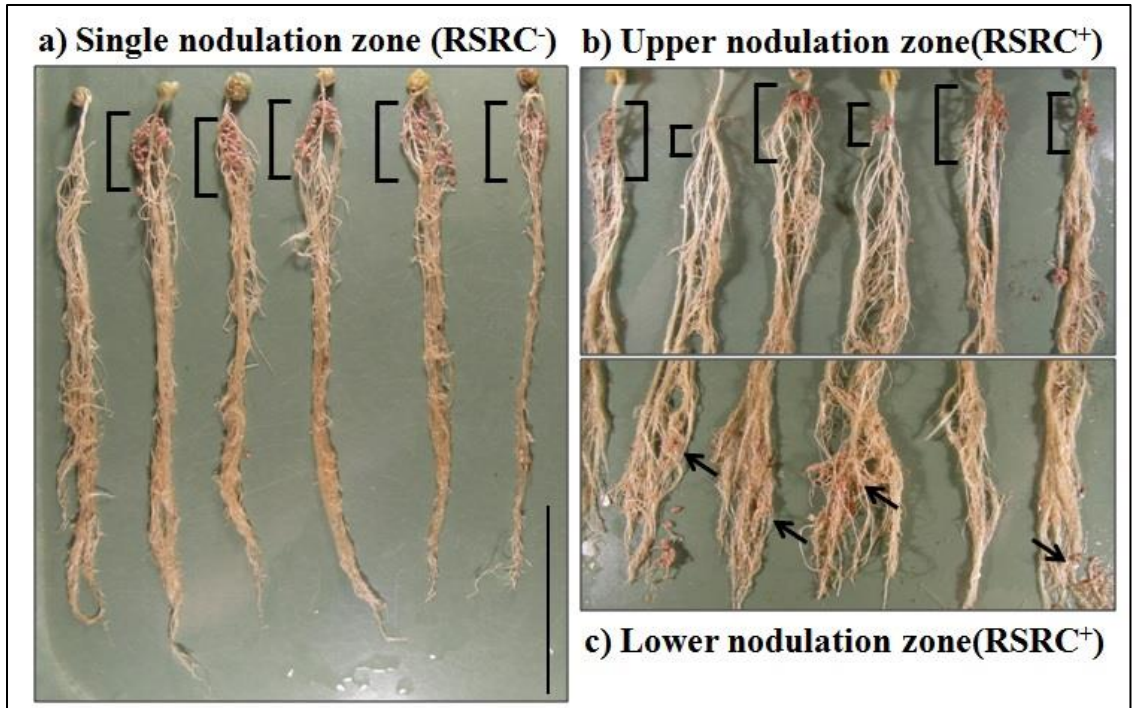 a) Single nodulation zone (RSRC⁻)
b) Upper nodulation zone(RSRC⁺)
c) Lower nodulation zone(RSRC⁺)